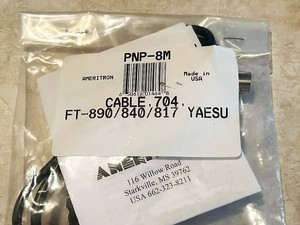 PNP-8M
AMERITRON
Made in
USA
CABLE 704,
FT-890/840/817 YAESU
116 Willow Road
Starkville, MS 39762
USA 662-323-8211